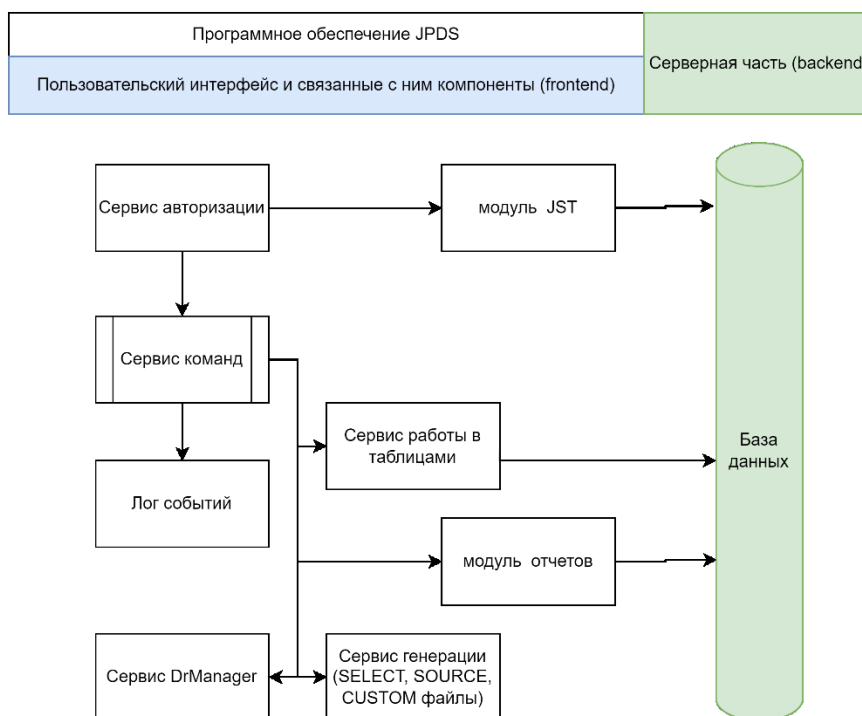 Программное обеспечение JPDS
Серверная часть (backend
Пользовательский интерфейс и связанные с ним компоненты (frontend)
Сервис авторизации
модуль JST
Сервис команд
Сервис работы в
таблицами
База
данных
Лог событий
модуль отчетов
Сервис DrManager
Сервис генерации
(SELECT, SOURCE,
CUSTOM файлы)